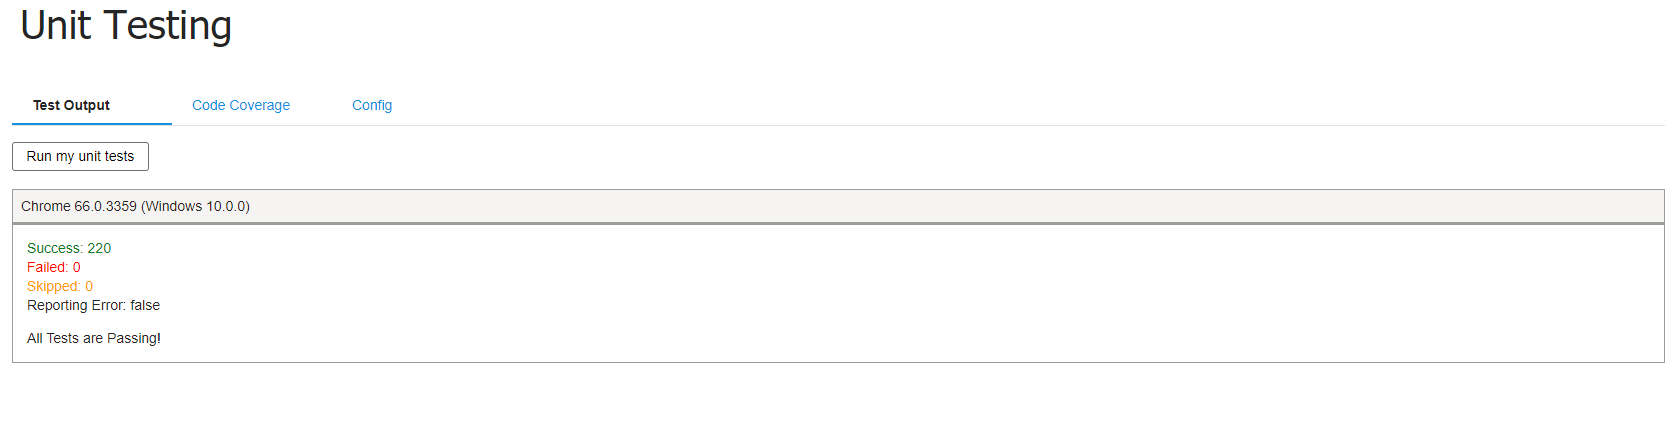 Unit Testing
Test Output Code Coverage Config
Run my unit tests
Chrome 66.0.3359 (Windows 10.0.0)
Success: 220
Failed: 0
Skipped: 0
Reporting Error: false
All Tests are Passing!